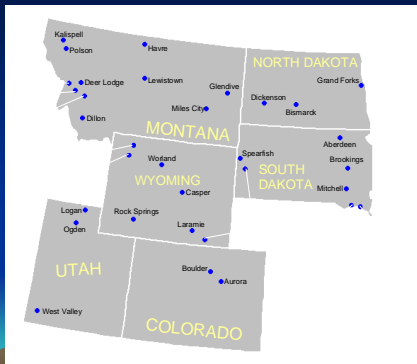 Kalispell
Polson
Havre
NORTH DAKOTA
Deer Lodge
Lewistown
Grand Forks
Glendive
Dickenson
Miles City
Bismarck
Dillon
MONTANA
Aberdeen
Worland
Spearfish
Brookings
SOUTH
DAKOTA
WYOMING
Casper
Mitchell
Logan
Rock Springs
Ogden
Laramie
UTAH
Boulder
Aurora
West Valley
COLORADO